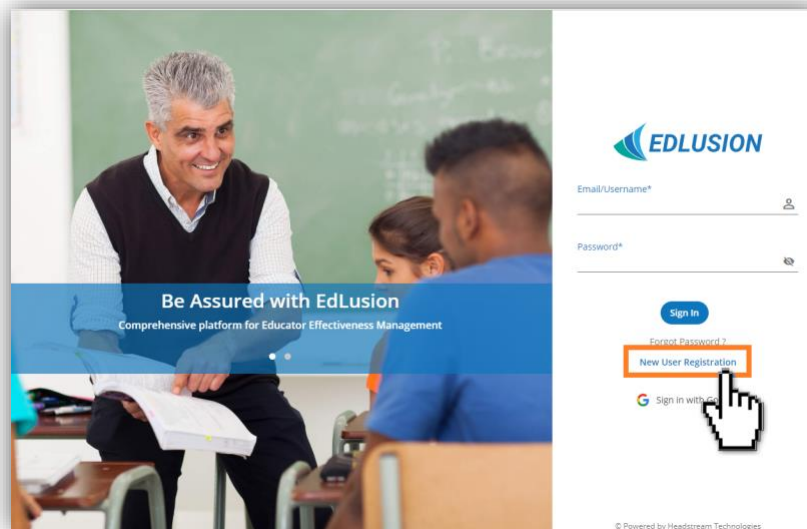 EDLUSION
Email/Username*
Password*
Be Assured with EdLusion
Comprehensive platform for Educator Effectiveness Management
Sign In
Forgot Password ?
New User Registration
Sign in with Go
© Powered by Headstream Technologies